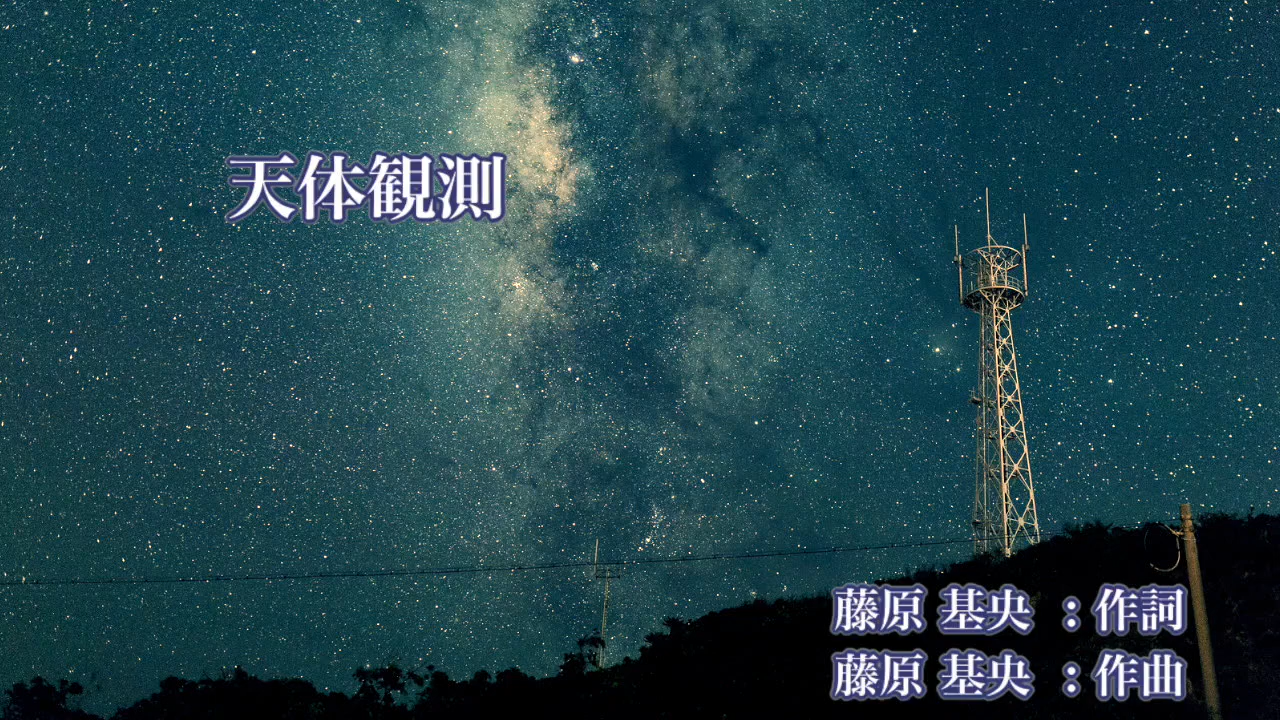 天体観測
藤原 基央 : 作詞
藤原 基央 : 作曲